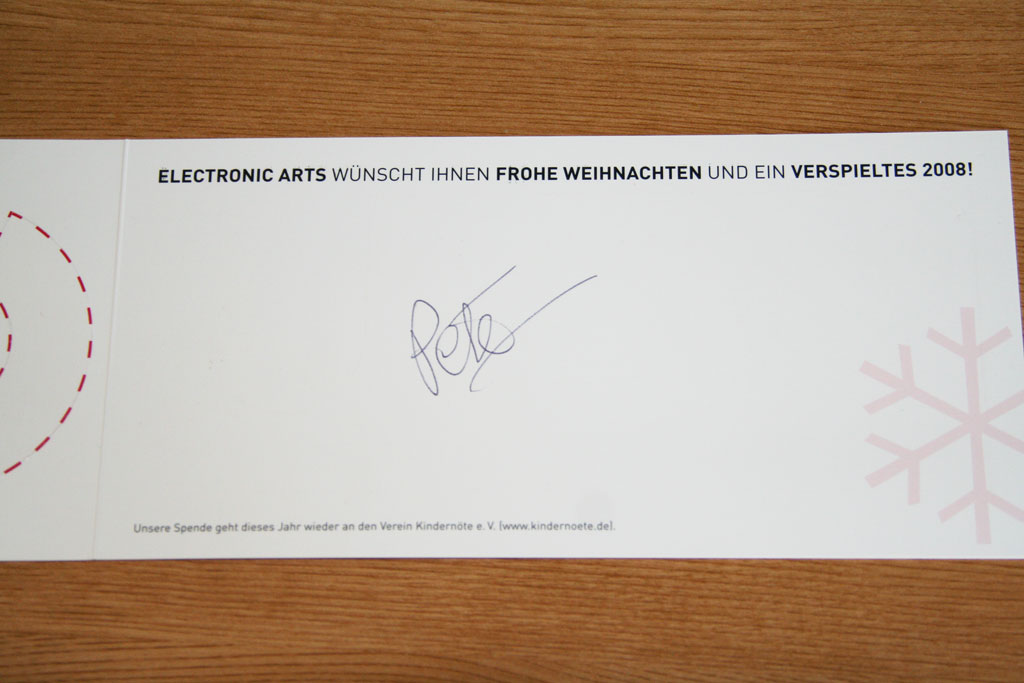 ELECTRONIC ARTS WÜNSCHT IHNEN FROHE WEIHNACHTEN UND EIN VERSPIELTES 2008!
Unsere Spende geht dieses Jahr wieder an den Verein Kindernöte e. V. (www.kindernoete.de).